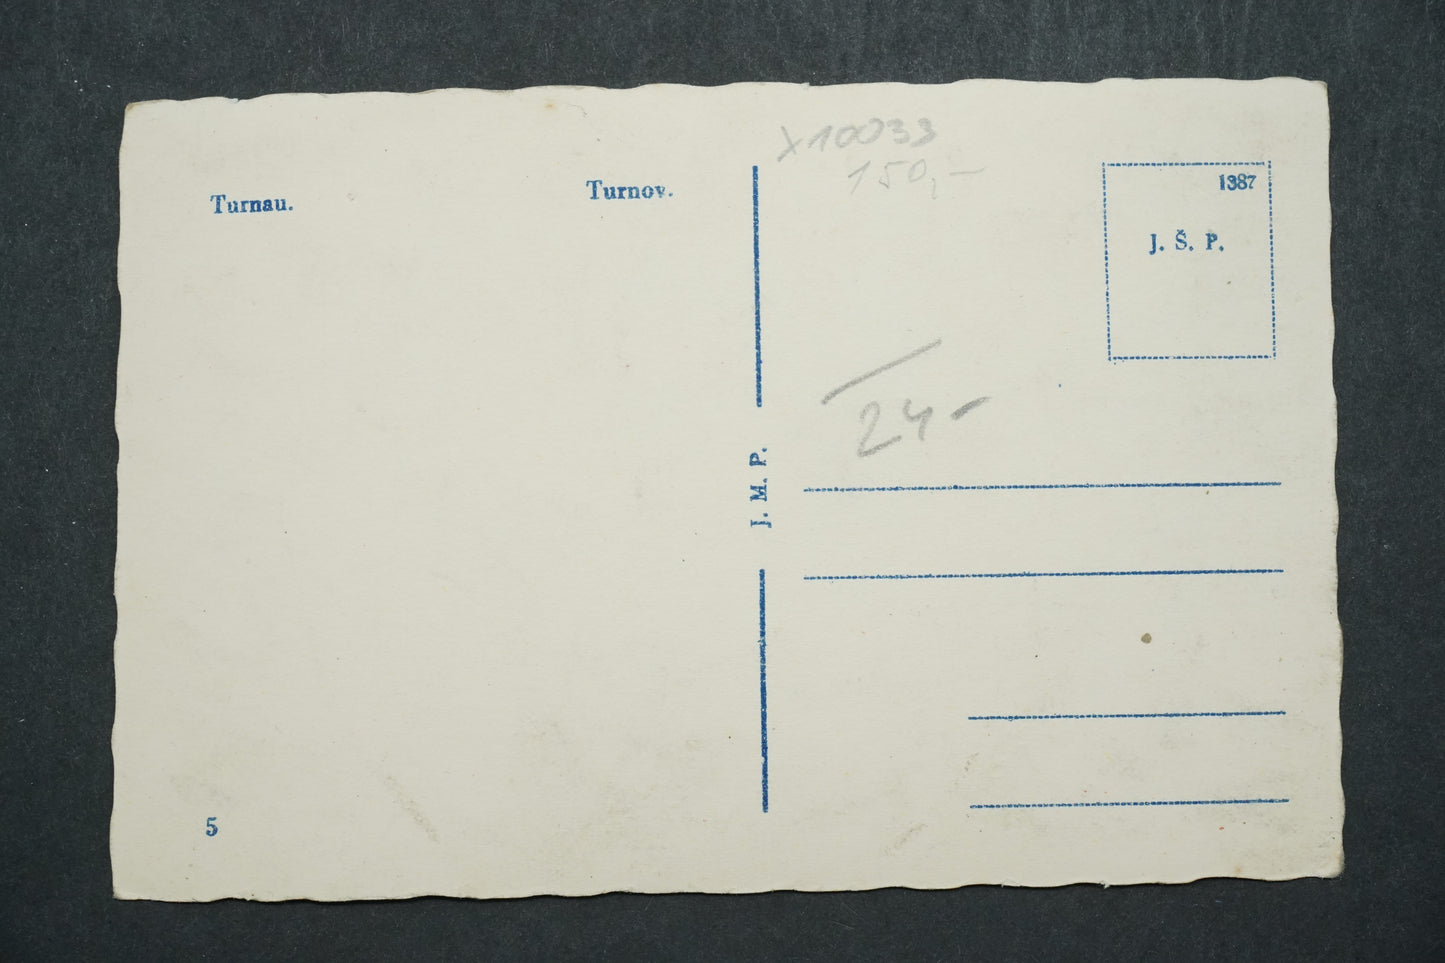 Turnau.
Turnov.
X10033
150,-
1387
J. Š. P.
24-
J. M. P.
5